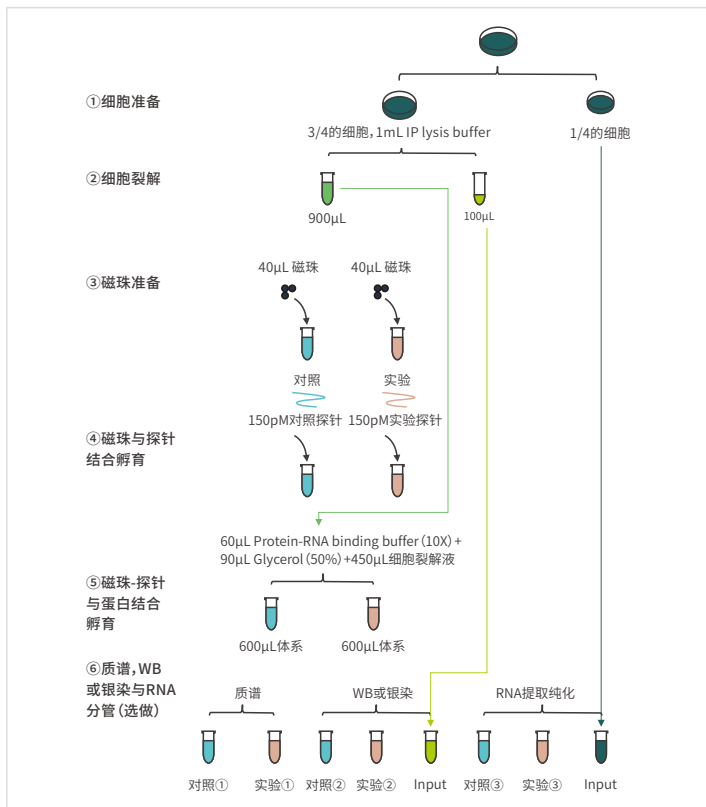 ①细胞准备
3/4的细胞，1mL IP lysis buffer
1/4的细胞
②细胞裂解
900μL
100μL
③磁珠准备
40μL 磁珠
40μL 磁珠
对照
实验
150pM对照探针
150pM实验探针
④磁珠与探针
结合孵育
60μL Protein-RNA binding buffer（10X）+
90μL Glycerol（50%）+450μL细胞裂解液
⑤磁珠-探针
与蛋白结合
孵育
600μL体系
600μL体系
⑥质谱，WB
或银染与RNA
分管（选做）
质谱
WB或银染
RNA提取纯化
对照①
实验①
对照②
实验②
Input
对照③
实验③
Input